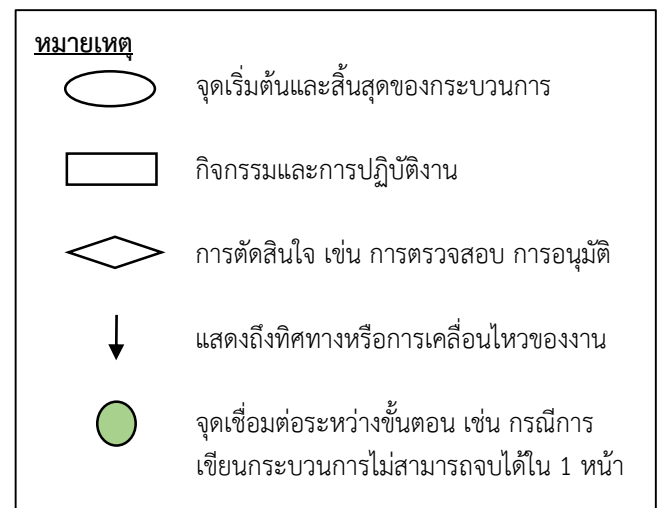 หมายเหตุ
จุดเริ่มต้นและสิ้นสุดของกระบวนการ
กิจกรรมและการปฏิบัติงาน
การตัดสินใจ เช่น การตรวจสอบ การอนุมัติ
แสดงถึงทิศทางหรือการเคลื่อนไหวของงาน
จุดเชื่อมต่อระหว่างขั้นตอน เช่น กรณีการ
เขียนกระบวนการไม่สามารถจบได้ใน 1 หน้า